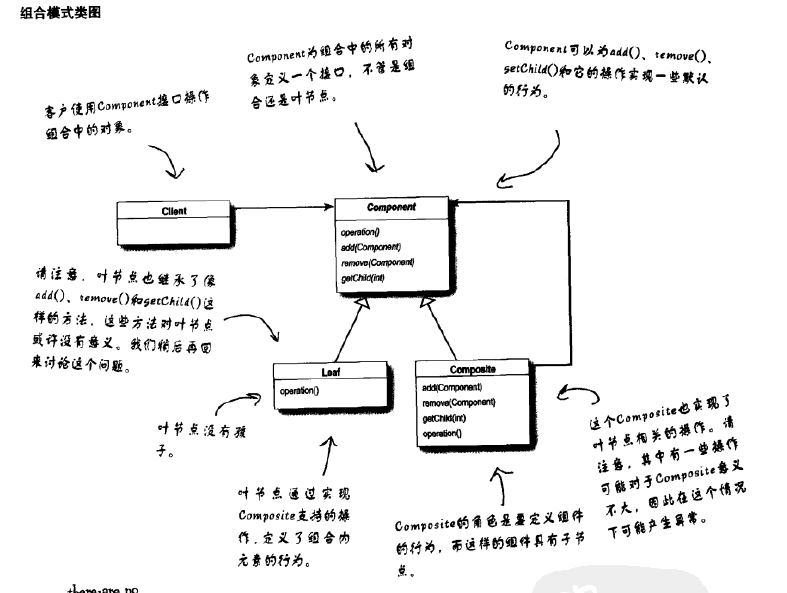 组合模式类图
Component为组合中的所有对
象定义一个接口，不管是组
合还是叶节点。
Component可以为add()、remove()、
getChild()和它的操作实现一些默认
的行为。
客户使用Component接口操作
组合中的对象。
Client
Component
operation()
add(Component)
remove(Component)
getChild(int)
请注意，叶节点也继承了像
add()、remove()和getChild()这
样的方法，这些方法对叶节点
或许没有意义。我们稍后再回
来讨论这个问题。
Leaf
operation()
Composite
add(Component)
remove(Component)
getChild(int)
operation()
叶节点没有孩
子。
叶节点通过实现
Composite支持的操
作，定义了组合内
元素的行为。
Composite的角色是要定义组件
的行为，而这样的组件具有子节
点。
这个Composite也实现了
叶节点相关的操作。请
注意，其中有一些操作
可能对于Composite意义
不大，因此在这个情况
下可能产生异常。
there are no